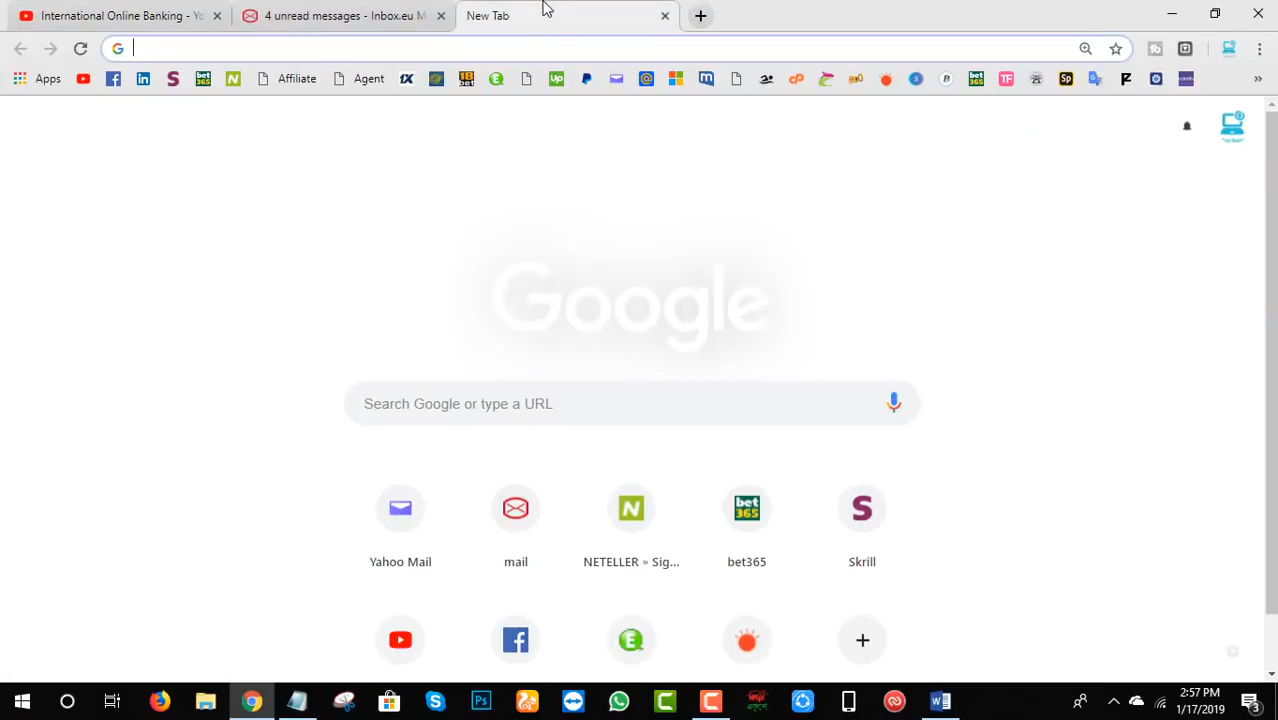 International Online Banking - Yo
4 unread messages - Inbox.eu M
New Tab
Apps
Affiliate
Agent
Google
Search Google or type a URL
Yahoo Mail
mail
NETELLER » Sig...
bet365
Skrill
2:57 PM
1/17/2019